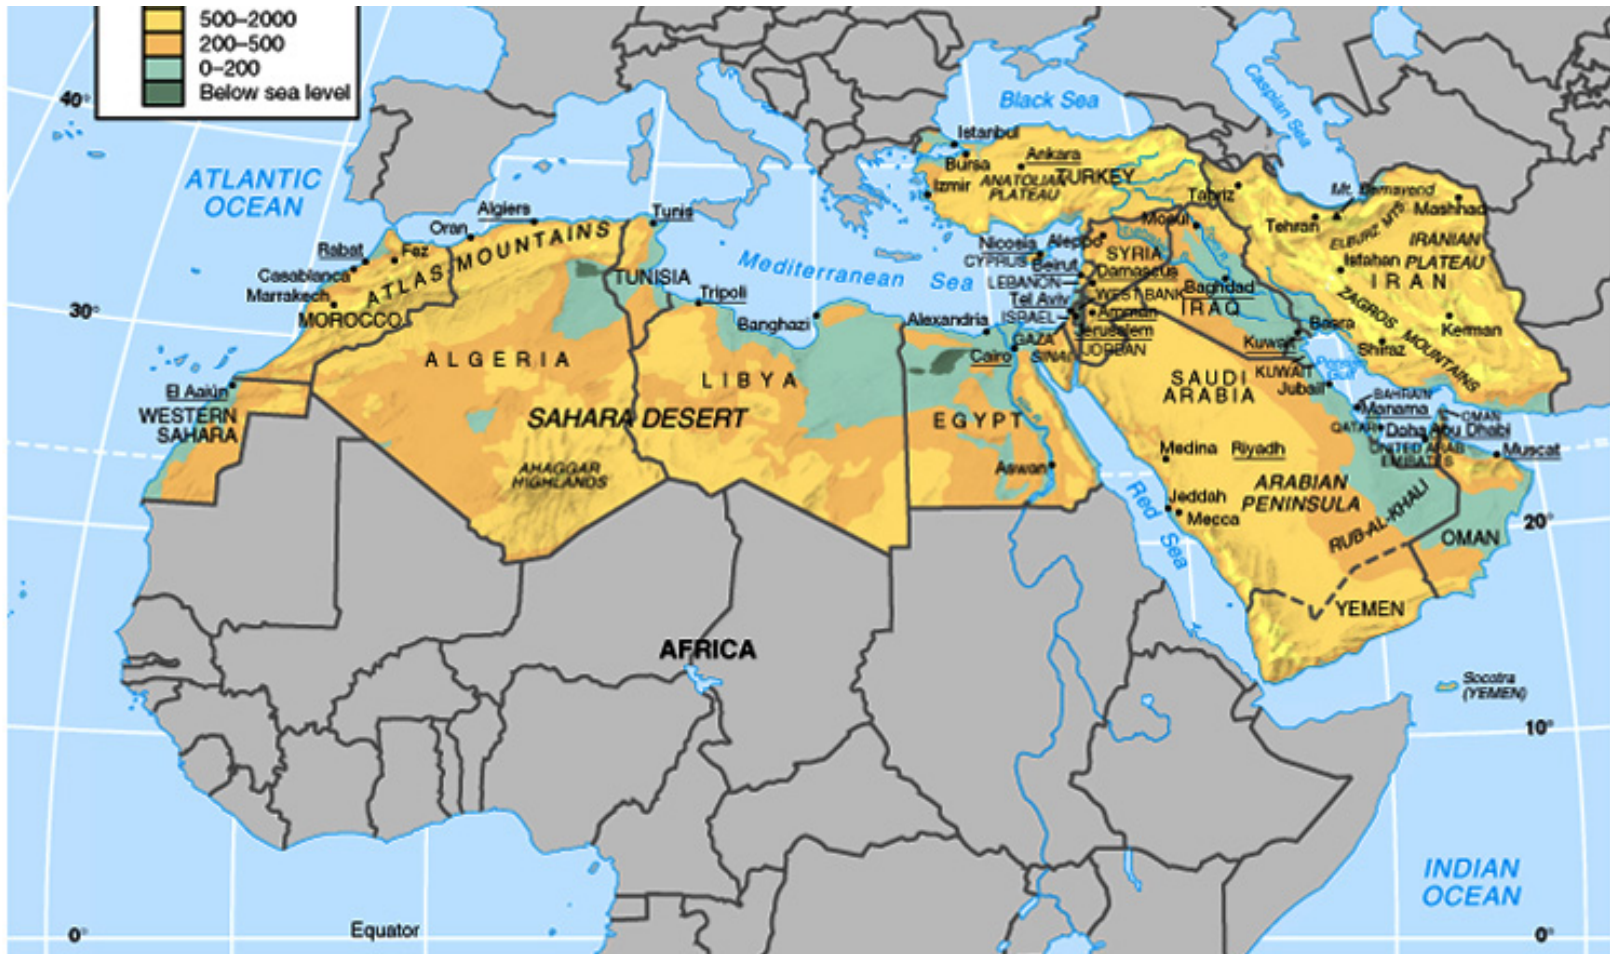 500–2000
200–500
0–200
Below sea level
40°
30°
0°
20°
10°
0°
ATLANTIC
OCEAN
Black Sea
Caspian Sea
Mediterranean Sea
Red Sea
INDIAN
OCEAN
Equator
AFRICA
Istanbul
Bursa
Ankara
Izmir
ANATOLIAN
PLATEAU
TURKEY
Tabriz
Mt. Damavand
Mashhad
Tehran
ELBURZ MTS
IRANIAN
PLATEAU
Isfahan
IRAN
ZAGROS MOUNTAINS
Kerman
Shiraz
Mosul
Aleppo
Nicosia
CYPRUS
SYRIA
Beirut
LEBANON
Damascus
WEST BANK
Tel Aviv
Amman
ISRAEL
Jerusalem
JORDAN
GAZA
SINAI
Baghdad
IRAQ
Basra
Kuwait
KUWAIT
Jubail
BAHRAIN
Manama
QATAR
Doha
Abu Dhabi
OMAN
UNITED ARAB
EMIRATES
Muscat
SAUDI
ARABIA
Medina
Riyadh
Jeddah
Mecca
ARABIAN
PENINSULA
RUB-AL-KHALI
OMAN
YEMEN
Socotra
(YEMEN)
Algiers
Oran
Tunis
Rabat
Fez
Casablanca
Marrakech
ATLAS MOUNTAINS
MOROCCO
TUNISIA
Tripoli
Banghazi
Alexandria
Cairo
ALGERIA
LIBYA
EGYPT
El Aaiún
WESTERN
SAHARA
SAHARA DESERT
AHAGGAR
HIGHLANDS
Aswan